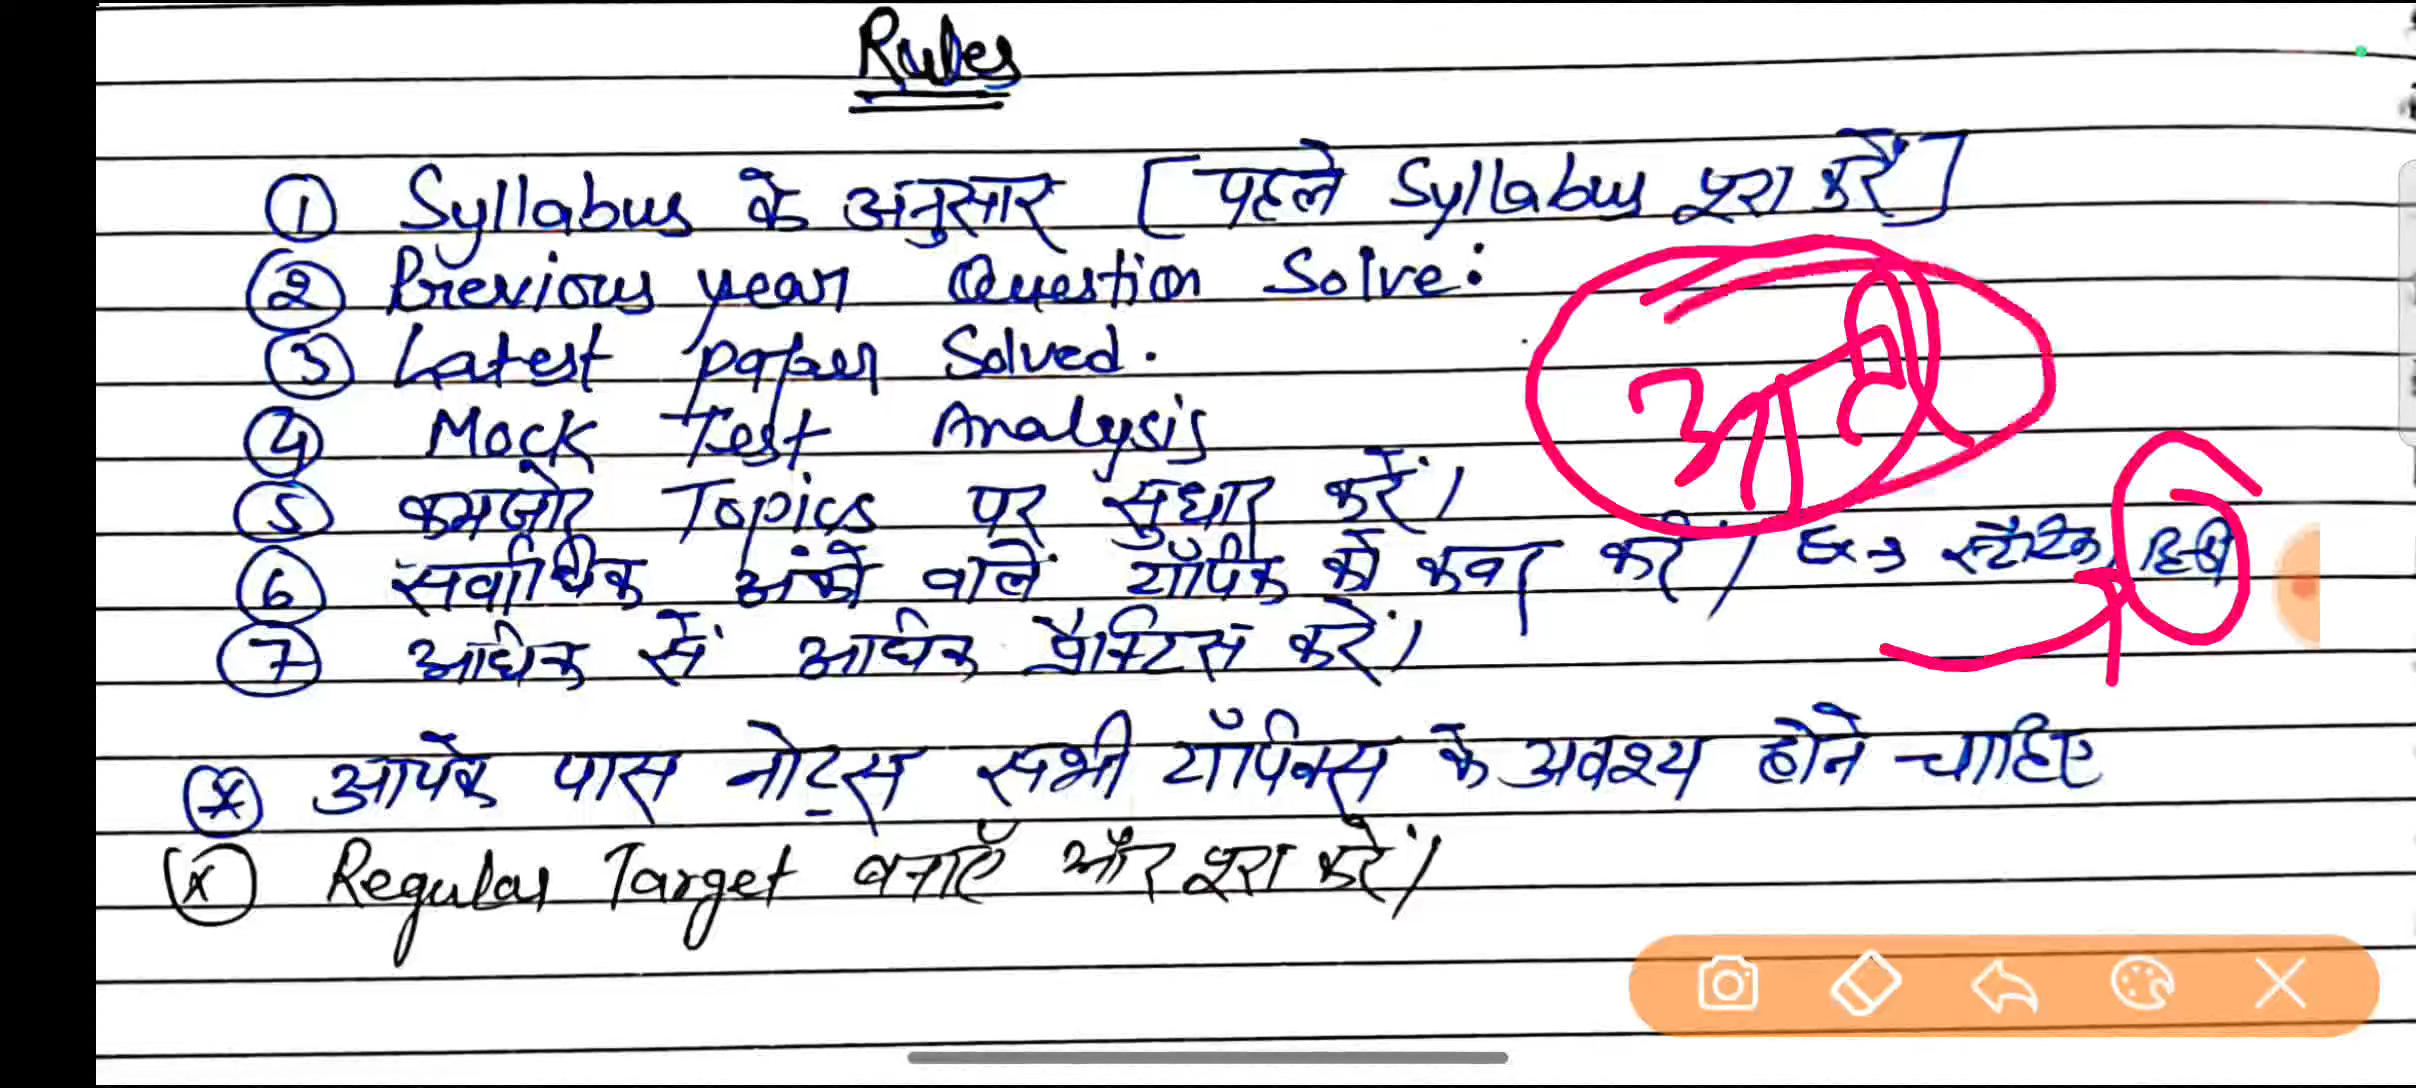 Rules
① Syllabus के अनुसार [पहले Syllabus पूरा करें]
② Previous year Question Solve:
③ Latest paper Solved.
④ Mock Test Analysis
⑤ कमजोर Topics पर सुधार करें।
⑥ सर्वाधिक अंको वाले टॉपिक को कवर करें। Ex → स्टैटिक, हिन्दी
⑦ अधिक सें अधिक प्रैक्टिस करें।
आपके पास नोट्स सभी टॉपिक्स के अवश्य होने चाहिए
Regular Target बनाएँ और पूरा करें।